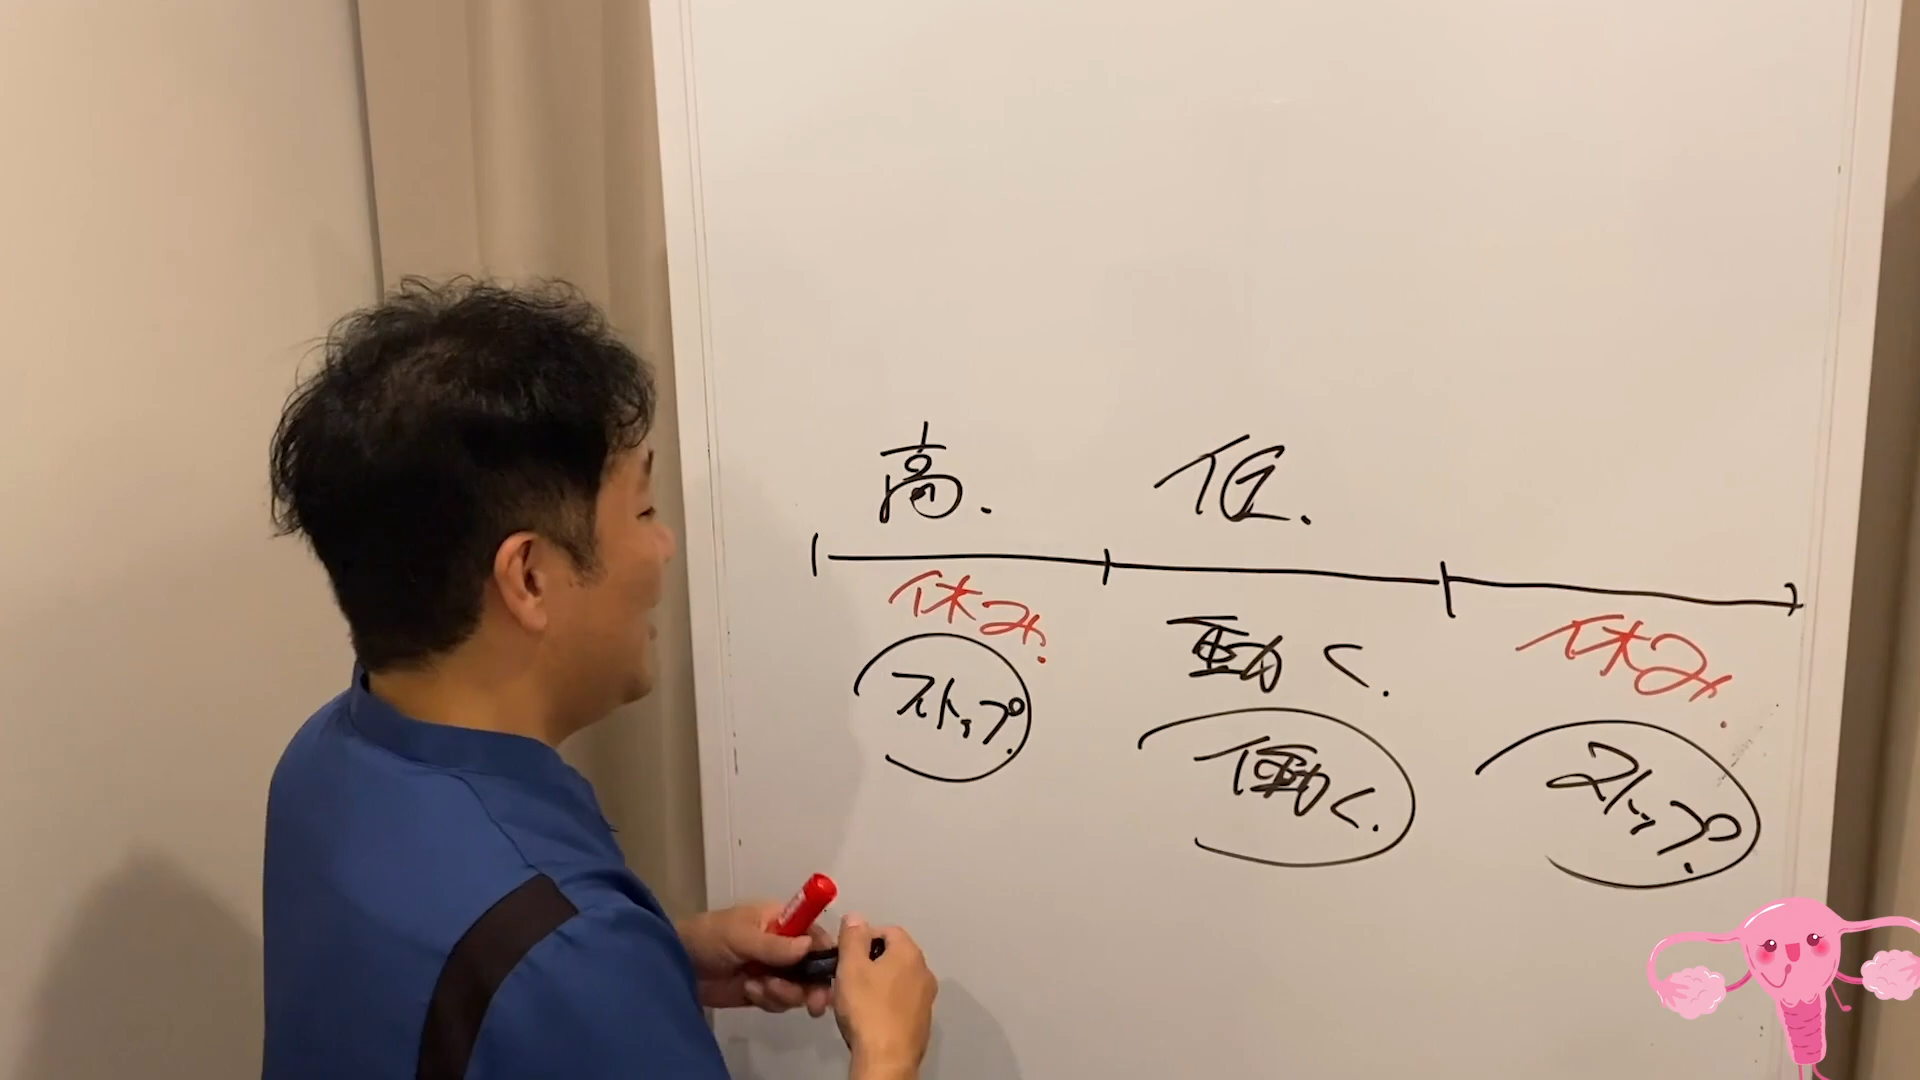 高. 低.
休み. 動く. 休み.
ストップ. 働く. ストップ.